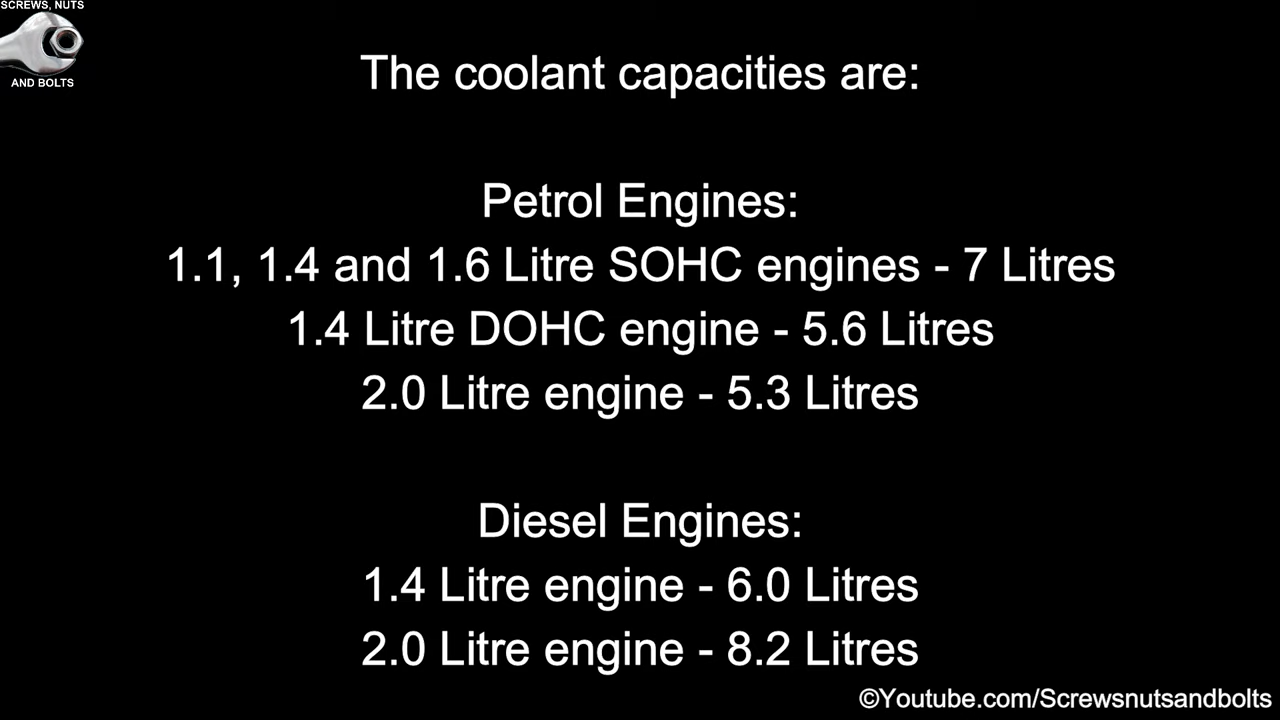 SCREWS, NUTS
AND BOLTS
The coolant capacities are:
Petrol Engines:
1.1, 1.4 and 1.6 Litre SOHC engines - 7 Litres
1.4 Litre DOHC engine - 5.6 Litres
2.0 Litre engine - 5.3 Litres
Diesel Engines:
1.4 Litre engine - 6.0 Litres
2.0 Litre engine - 8.2 Litres
©Youtube.com/Screwsnutsandbolts